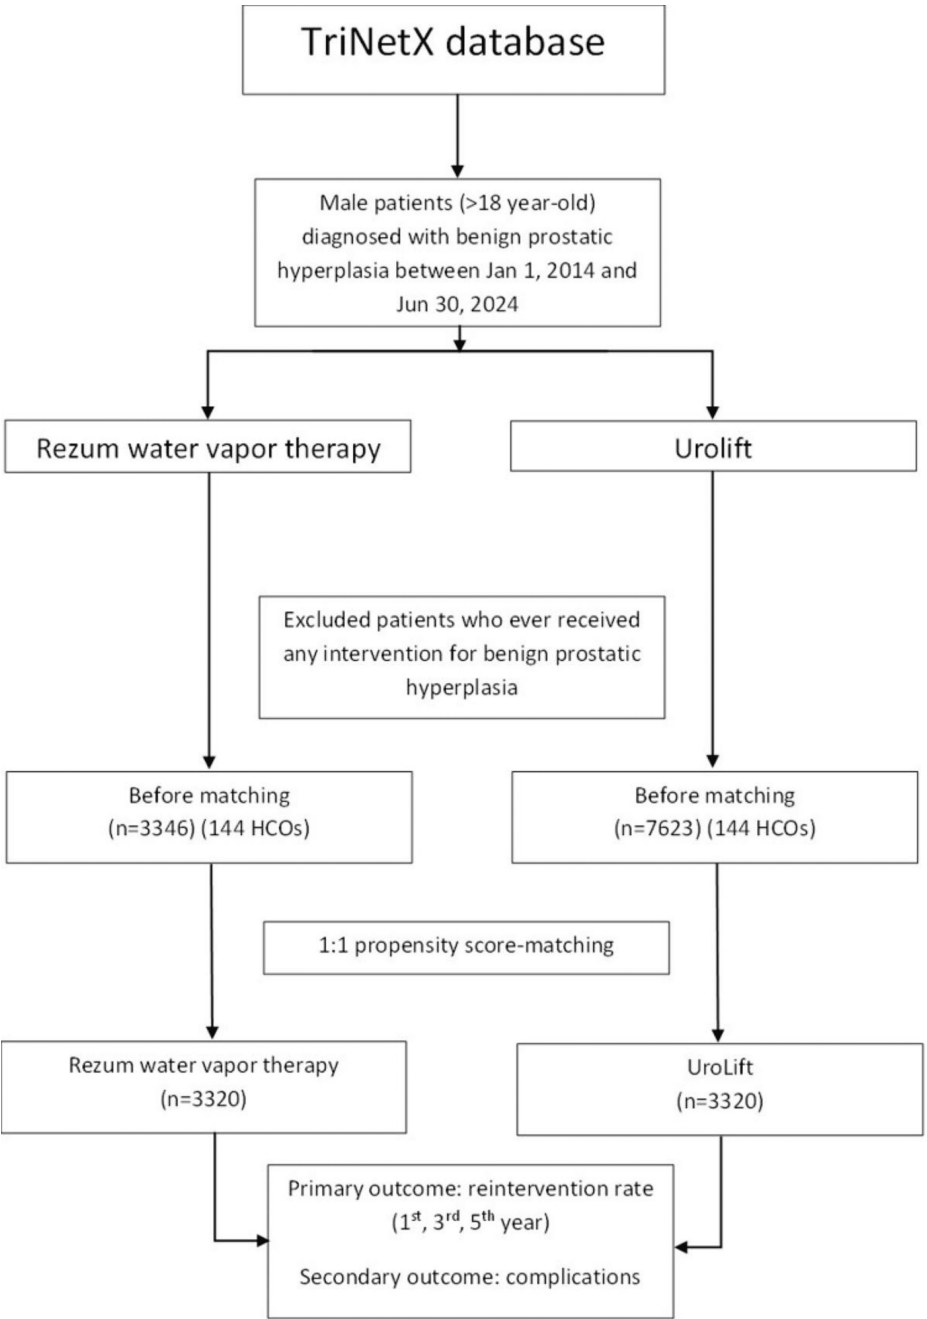 TriNetX database
Male patients (>18 year-old)
diagnosed with benign prostatic
hyperplasia between Jan 1, 2014 and
Jun 30, 2024
Rezum water vapor therapy
Urolift
Excluded patients who ever received
any intervention for benign prostatic
hyperplasia
Before matching
(n=3346) (144 HCOs)
Before matching
(n=7623) (144 HCOs)
1:1 propensity score-matching
Rezum water vapor therapy
(n=3320)
UroLift
(n=3320)
Primary outcome: reintervention rate
(1st, 3rd, 5th year)
Secondary outcome: complications